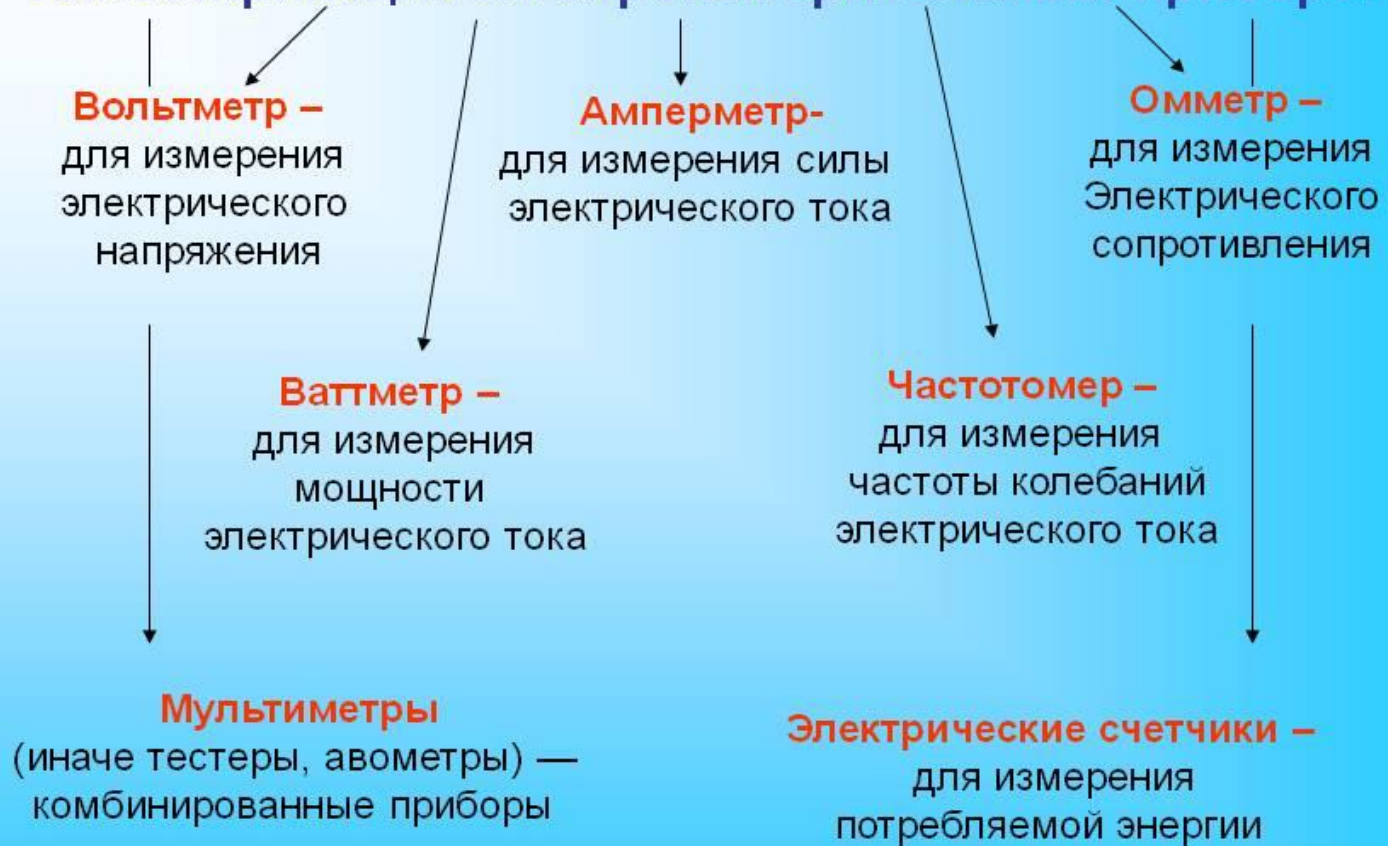 Вольтметр –
для измерения
электрического
напряжения
Амперметр-
для измерения силы
электрического тока
Омметр –
для измерения
Электрического
сопротивления
Ваттметр –
для измерения
мощности
электрического тока
Частотомер –
для измерения
частоты колебаний
электрического тока
Мультиметры
(иначе тестеры, авометры) —
комбинированные приборы
Электрические счетчики –
для измерения
потребляемой энергии